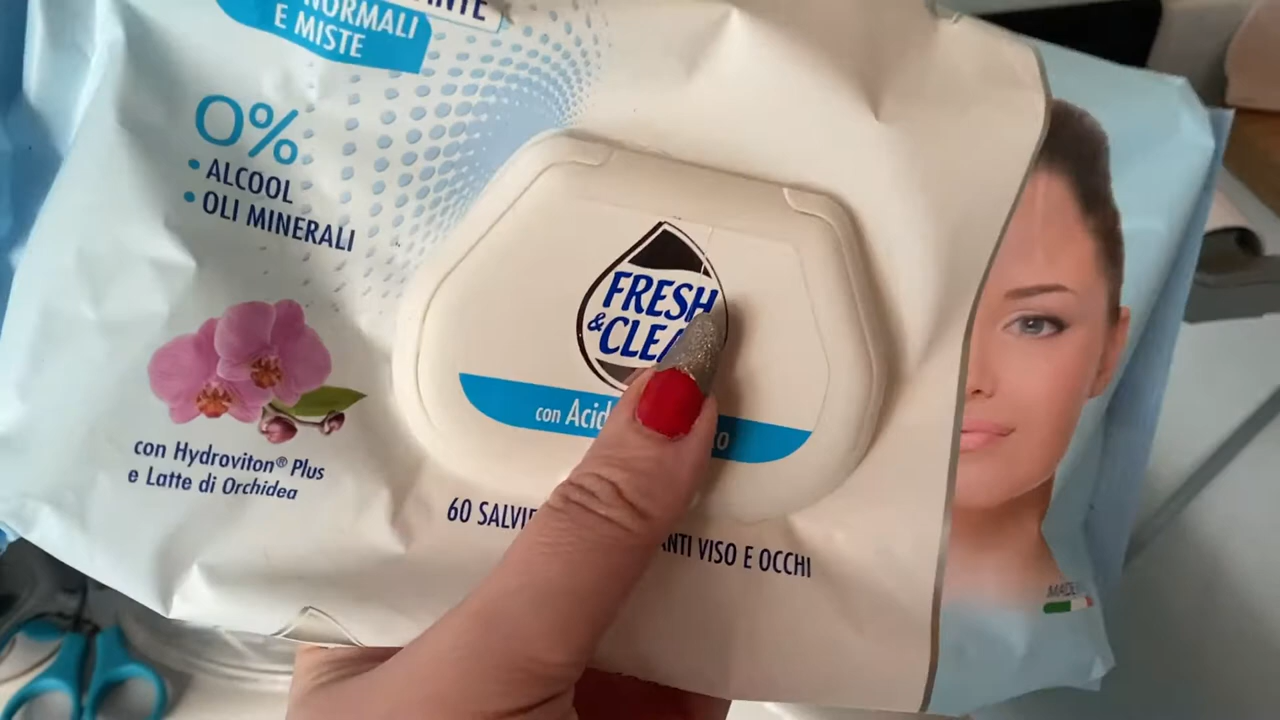 NORMALI
E MISTE
0%
• ALCOOL
• OLI MINERALI
FRESH
&CLEA
con Acid
con Hydroviton® Plus
e Latte di Orchidea
60 SALVIE
ANTI VISO E OCCHI
MADE